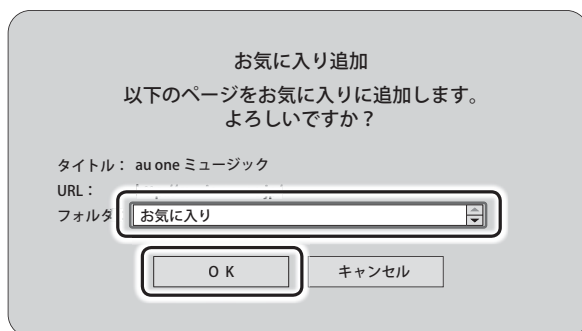 お気に入り追加
以下のページをお気に入りに追加します。
よろしいですか？
タイトル： au one ミュージック
URL：
フォルダ
お気に入り
O K
キャンセル